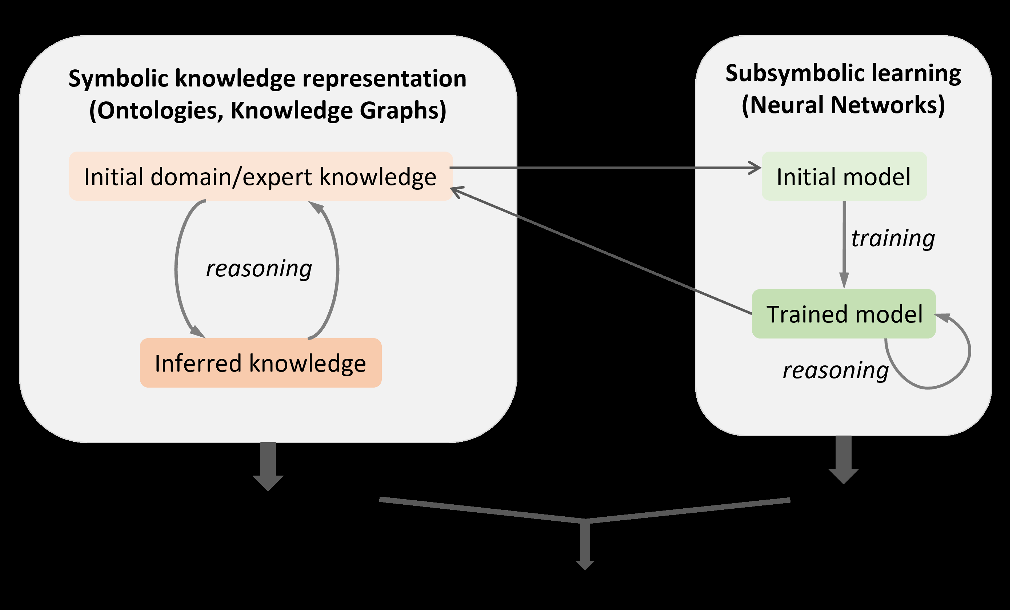 Symbolic knowledge representation
(Ontologies, Knowledge Graphs)
Subsymbolic learning
(Neural Networks)
Initial domain/expert knowledge
Initial model
training
reasoning
Trained model
Inferred knowledge
reasoning